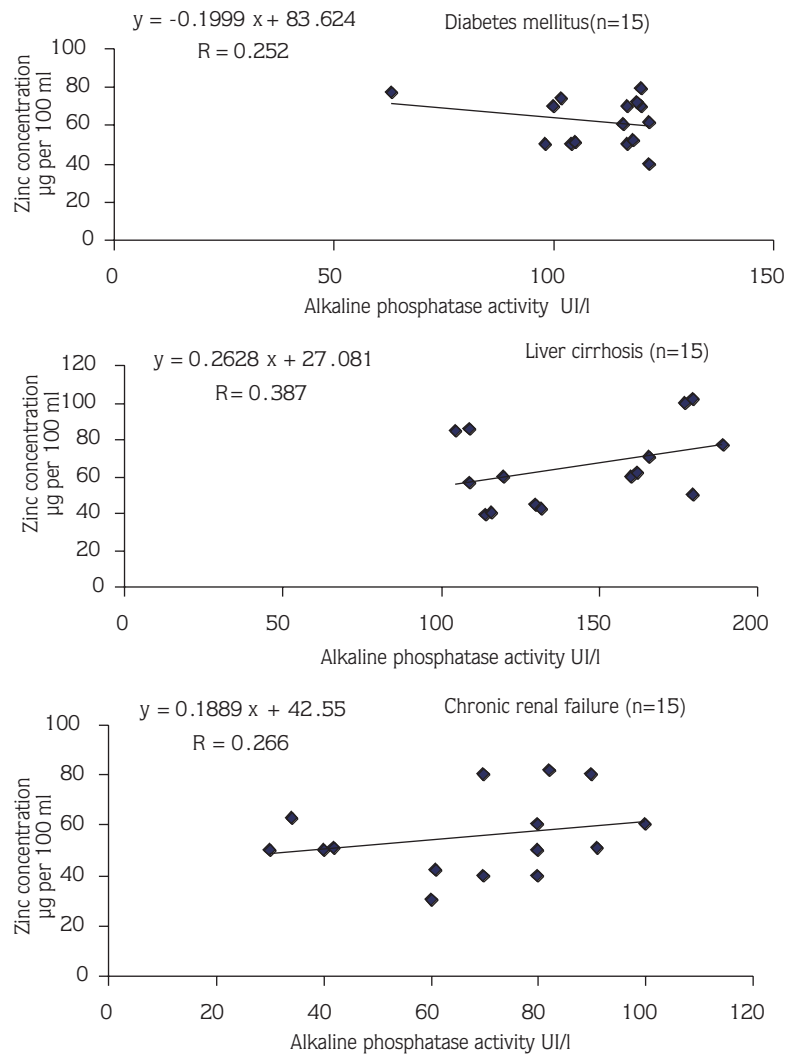 y = -0.1999 x + 83.624
Diabetes mellitus(n=15)
R = 0.252
Zinc concentration
µg per 100 ml
100
80
60
40
20
0
0 50 100 150
Alkaline phosphatase activity UI/l
y = 0.2628 x + 27.081
Liver cirrhosis (n=15)
R= 0.387
Zinc concentration
µg per 100 ml
120
100
80
60
40
20
0
0 50 100 150 200
Alkaline phosphatase activity UI/l
y = 0.1889 x + 42.55
Chronic renal failure (n=15)
R = 0.266
Zinc concentration
µg per 100 ml
100
80
60
40
20
0
0 20 40 60 80 100 120
Alkaline phosphatase activity UI/l